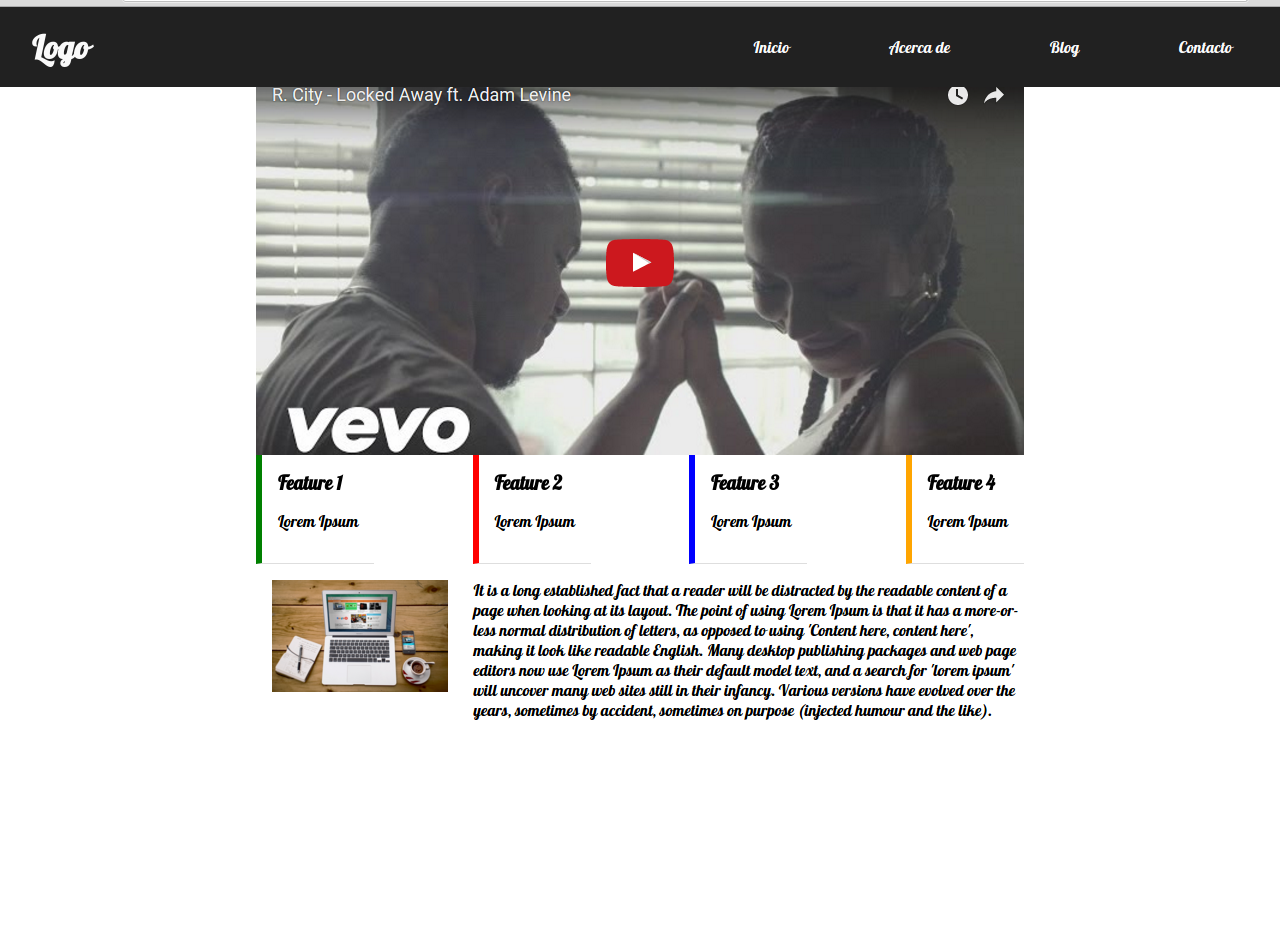 Logo
Inicio
Acerca de
Blog
Contacto
R. City - Locked Away ft. Adam Levine
vevo
Feature 1
Feature 2
Feature 3
Feature 4
Lorem Ipsum
Lorem Ipsum
Lorem Ipsum
Lorem Ipsum
It is a long established fact that a reader will be distracted by the readable content of a
page when looking at its layout. The point of using Lorem Ipsum is that it has a more-or-
less normal distribution of letters, as opposed to using 'Content here, content here',
making it look like readable English. Many desktop publishing packages and web page
editors now use Lorem Ipsum as their default model text, and a search for 'lorem ipsum'
will uncover many web sites still in their infancy. Various versions have evolved over the
years, sometimes by accident, sometimes on purpose (injected humour and the like).